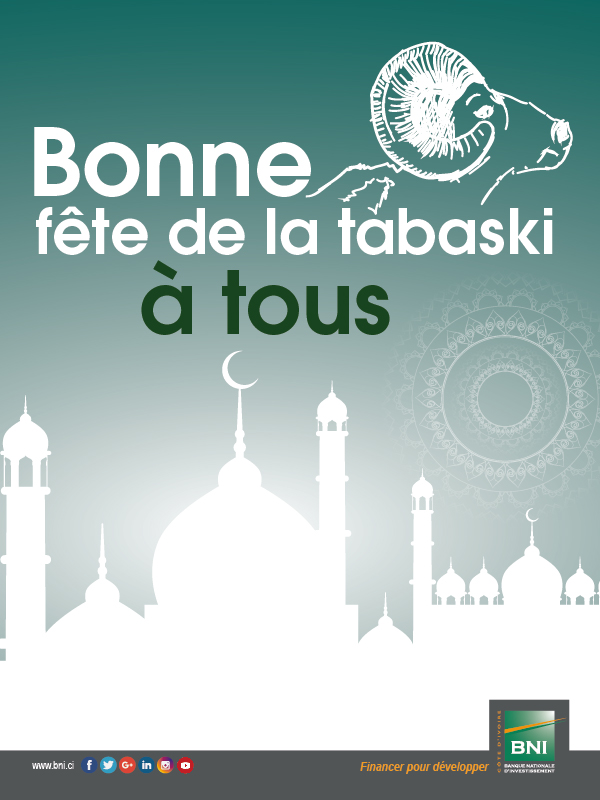 Bonne
fête de la tabaski
à tous
CÔTE D'IVOIRE
BNI
BANQUE NATIONALE
D'INVESTISSEMENT
www.bni.ci
Financer pour développer